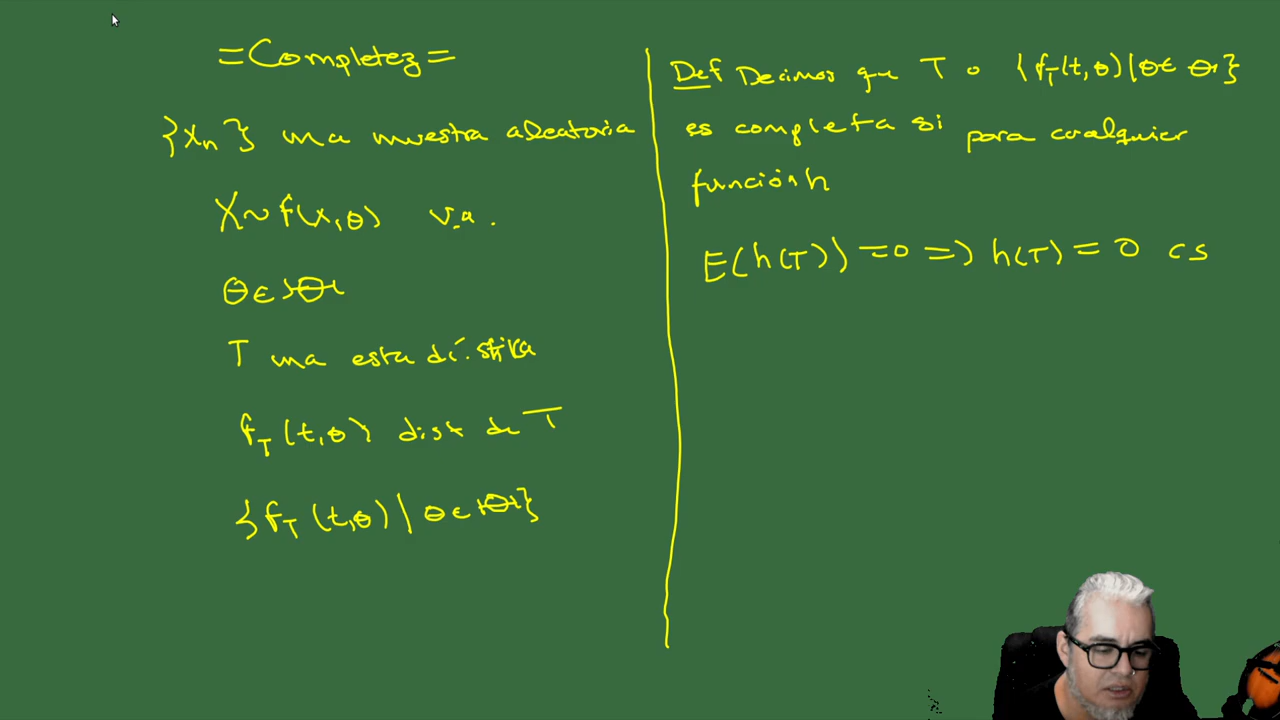 =Completez=
{Xn} una muestra aleatoria
X~f(x,θ) v.a.
θ∈Θ
T una estadística
f_T(t,θ) dist de T
{f_T(t,θ)|θ∈Θ}
Def Decimos que T o {f_T(t,θ)|θ∈Θ}
es completa si para cualquier
función h
E(h(T))=0 => h(T)=0 cs